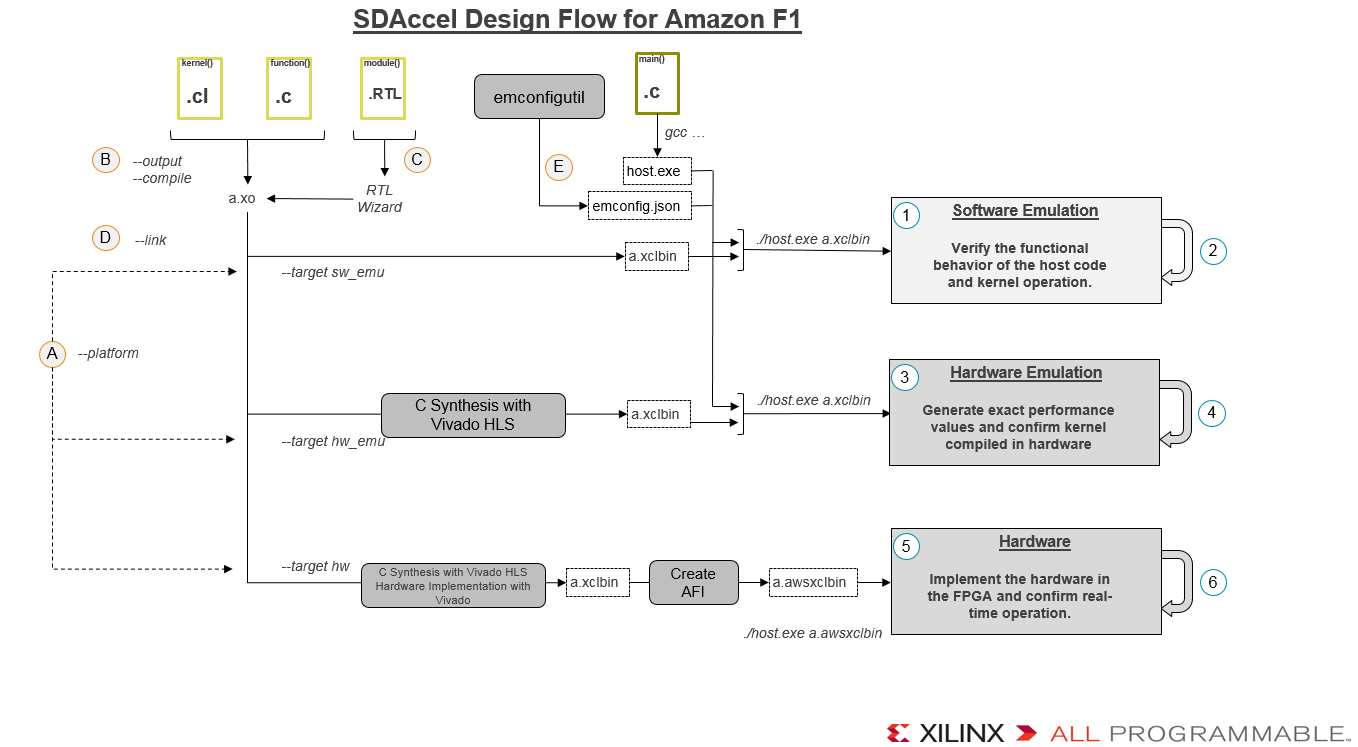 SDAccel Design Flow for Amazon F1
kernel()
.cl
function()
.c
module()
.RTL
emconfigutil
main()
.c
gcc …
B
--output
--compile
C
E
host.exe
a.xo
RTL
Wizard
emconfig.json
D
--link
--target sw_emu
a.xclbin
./host.exe a.xclbin
1
Software Emulation
Verify the functional
behavior of the host code
and kernel operation.
2
A
--platform
C Synthesis with
Vivado HLS
--target hw_emu
a.xclbin
./host.exe a.xclbin
3
Hardware Emulation
Generate exact performance
values and confirm kernel
compiled in hardware
4
--target hw
C Synthesis with Vivado HLS
Hardware Implementation with
Vivado
a.xclbin
Create
AFI
a.awsxclbin
./host.exe a.awsxclbin
5
Hardware
Implement the hardware in
the FPGA and confirm real-
time operation.
6
XILINX ALL PROGRAMMABLE™